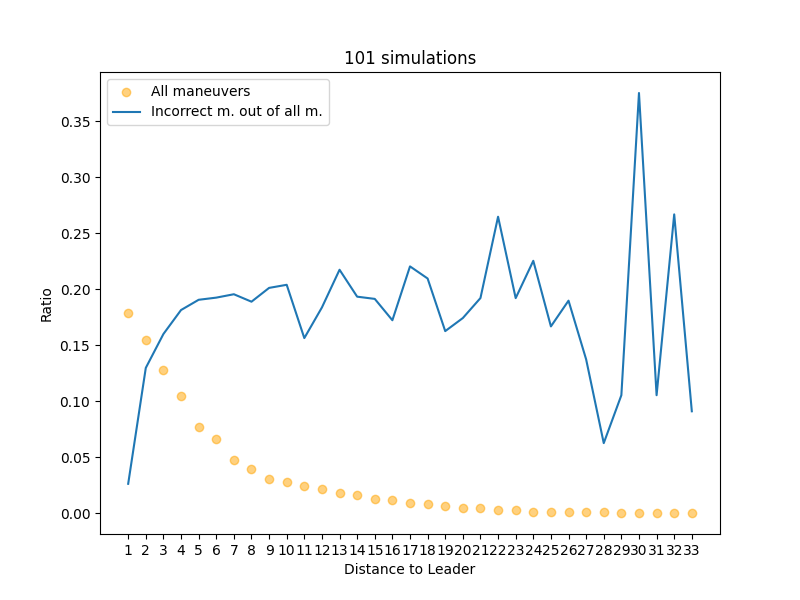 101 simulations
All maneuvers
Incorrect m. out of all m.
0.35
0.30
0.25
0.20
0.15
0.10
0.05
0.00
Ratio
1 2 3 4 5 6 7 8 9 10 11 12 13 14 15 16 17 18 19 20 21 22 23 24 25 26 27 28 29 30 31 32 33
Distance to Leader